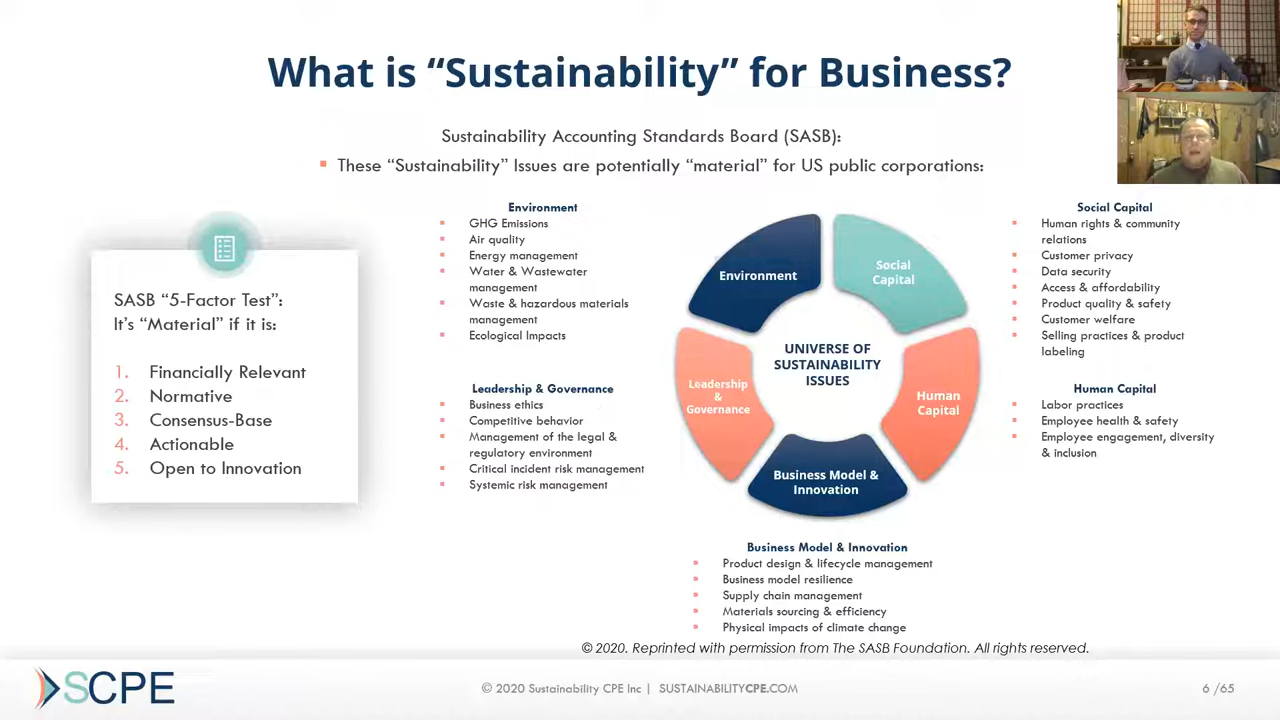 What is “Sustainability” for Business?
Sustainability Accounting Standards Board (SASB):
These “Sustainability” Issues are potentially “material” for US public corporations:
SASB “5-Factor Test”:
It’s “Material” if it is:
1. Financially Relevant
2. Normative
3. Consensus-Base
4. Actionable
5. Open to Innovation
Environment
GHG Emissions
Air quality
Energy management
Water & Wastewater
management
Waste & hazardous materials
management
Ecological Impacts
Leadership & Governance
Business ethics
Competitive behavior
Management of the legal &
regulatory environment
Critical incident risk management
Systemic risk management
Environment
Social
Capital
UNIVERSE OF
SUSTAINABILITY
ISSUES
Leadership
&
Governance
Human
Capital
Business Model &
Innovation
Social Capital
Human rights & community
relations
Customer privacy
Data security
Access & affordability
Product quality & safety
Customer welfare
Selling practices & product
labeling
Human Capital
Labor practices
Employee health & safety
Employee engagement, diversity
& inclusion
Business Model & Innovation
Product design & lifecycle management
Business model resilience
Supply chain management
Materials sourcing & efficiency
Physical impacts of climate change
© 2020. Reprinted with permission from The SASB Foundation. All rights reserved.
SCPE
© 2020 Sustainability CPE Inc | SUSTAINABILITYCPE.COM
6 /65